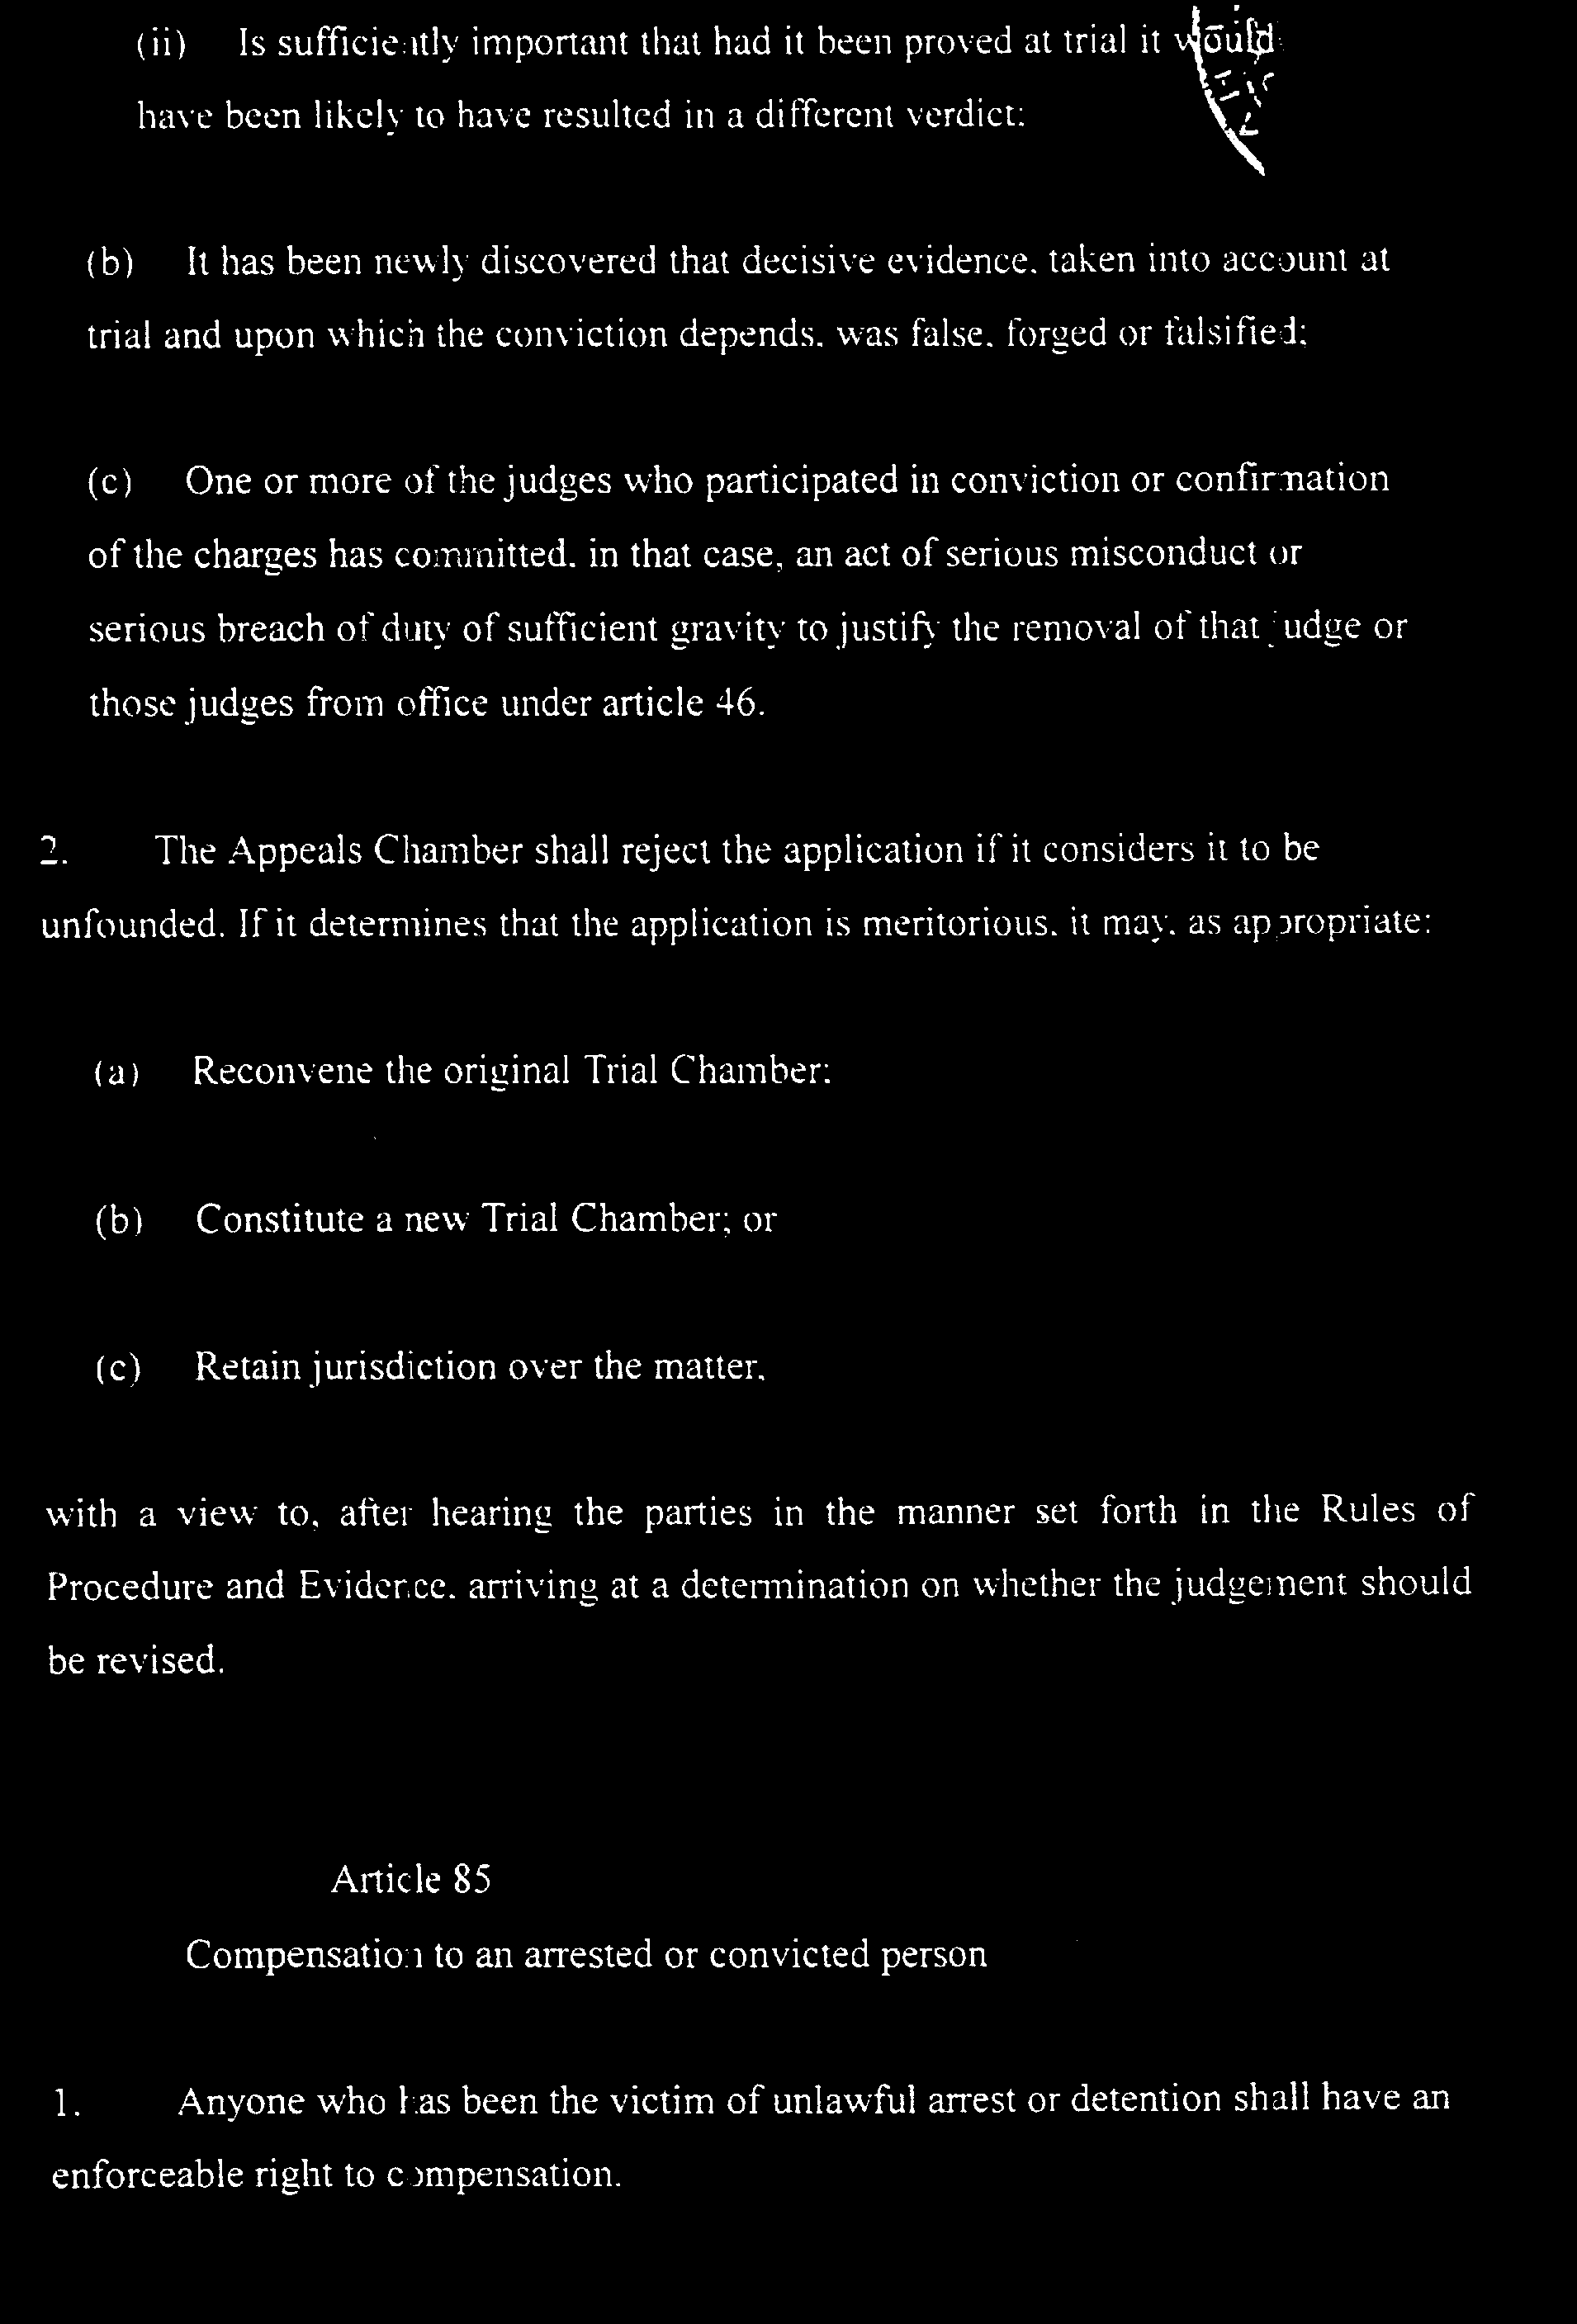 (ii) Is sufficiently important that had it been proved at trial it would
have been likely to have resulted in a different verdict;
(b) It has been newly discovered that decisive evidence, taken into account at
trial and upon which the conviction depends, was false, forged or falsified;
(c) One or more of the judges who participated in conviction or confirmation
of the charges has committed, in that case, an act of serious misconduct or
serious breach of duty of sufficient gravity to justify the removal of that judge or
those judges from office under article 46.
2. The Appeals Chamber shall reject the application if it considers it to be
unfounded. If it determines that the application is meritorious, it may, as appropriate:
(a) Reconvene the original Trial Chamber;
(b) Constitute a new Trial Chamber; or
(c) Retain jurisdiction over the matter,
with a view to, after hearing the parties in the manner set forth in the Rules of
Procedure and Evidence, arriving at a determination on whether the judgement should
be revised.
Article 85
Compensation to an arrested or convicted person
1. Anyone who has been the victim of unlawful arrest or detention shall have an
enforceable right to compensation.